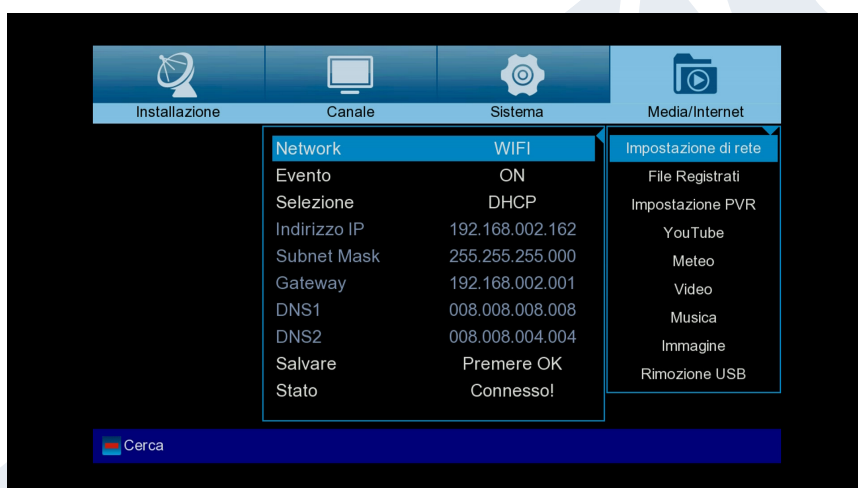 Installazione Canale Sistema Media/Internet
Network WIFI
Evento ON
Selezione DHCP
Indirizzo IP 192.168.002.162
Subnet Mask 255.255.255.000
Gateway 192.168.002.001
DNS1 008.008.008.008
DNS2 008.008.004.004
Salvare Premere OK
Stato Connesso!
Impostazione di rete
File Registrati
Impostazione PVR
YouTube
Meteo
Video
Musica
Immagine
Rimozione USB
Cerca